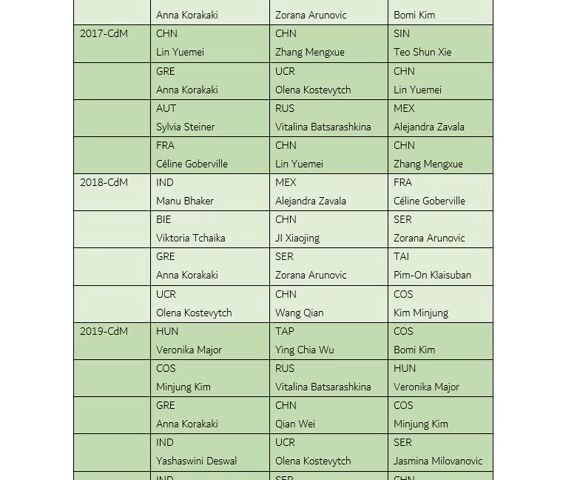 Anna Korakaki Zorana Arunovic Bomi Kim
2017-CdM CHN CHN SIN
Lin Yuemei Zhang Mengxue Teo Shun Xie
GRE UCR CHN
Anna Korakaki Olena Kostevytch Lin Yuemei
AUT RUS MEX
Sylvia Steiner Vitalina Batsarashkina Alejandra Zavala
FRA CHN CHN
Céline Goberville Lin Yuemei Zhang Mengxue
2018-CdM IND MEX FRA
Manu Bhaker Alejandra Zavala Céline Goberville
BIE CHN SER
Viktoria Tchaika JI Xiaojing Zorana Arunovic
GRE SER TAI
Anna Korakaki Zorana Arunovic Pim-On Klaisuban
UCR CHN COS
Olena Kostevytch Wang Qian Kim Minjung
2019-CdM HUN TAP COS
Veronika Major Ying Chia Wu Bomi Kim
COS RUS HUN
Minjung Kim Vitalina Batsarashkina Veronika Major
GRE CHN COS
Anna Korakaki Qian Wei Minjung Kim
IND UCR SER
Yashaswini Deswal Olena Kostevytch Jasmina Milovanovic
IND SER CHN